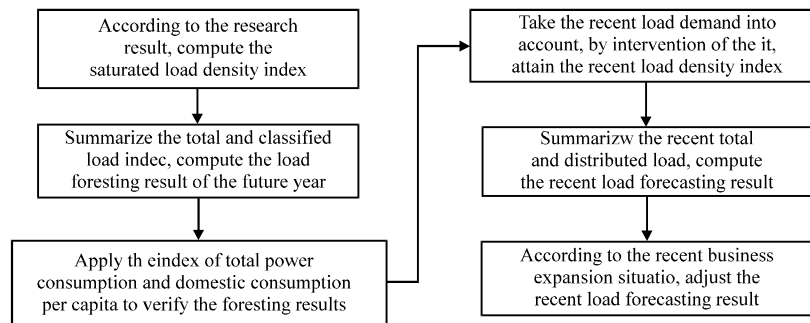 According to the research
result, compute the
saturated load density index
Summarize the total and classified
load indec, compute the load
foresting result of the future year
Apply th eindex of total power
consumption and domestic consumption
per capita to verify the foresting results
Take the recent load demand into
account, by intervention of the it,
attain the recent load density index
Summarizw the recent total
and distributed load, compute
the recent load forecasting result
According to the recent business
expansion situatio, adjust the
recent load forecasting result